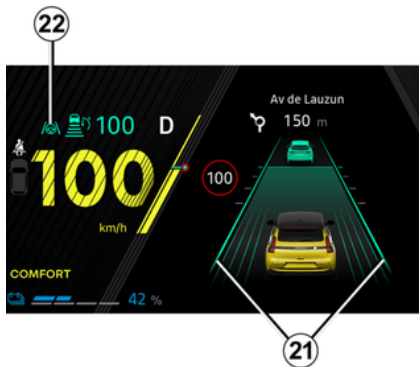 22
Av de Lauzun
150 m
100 D
100
100
km/h
COMFORT
42 %
21